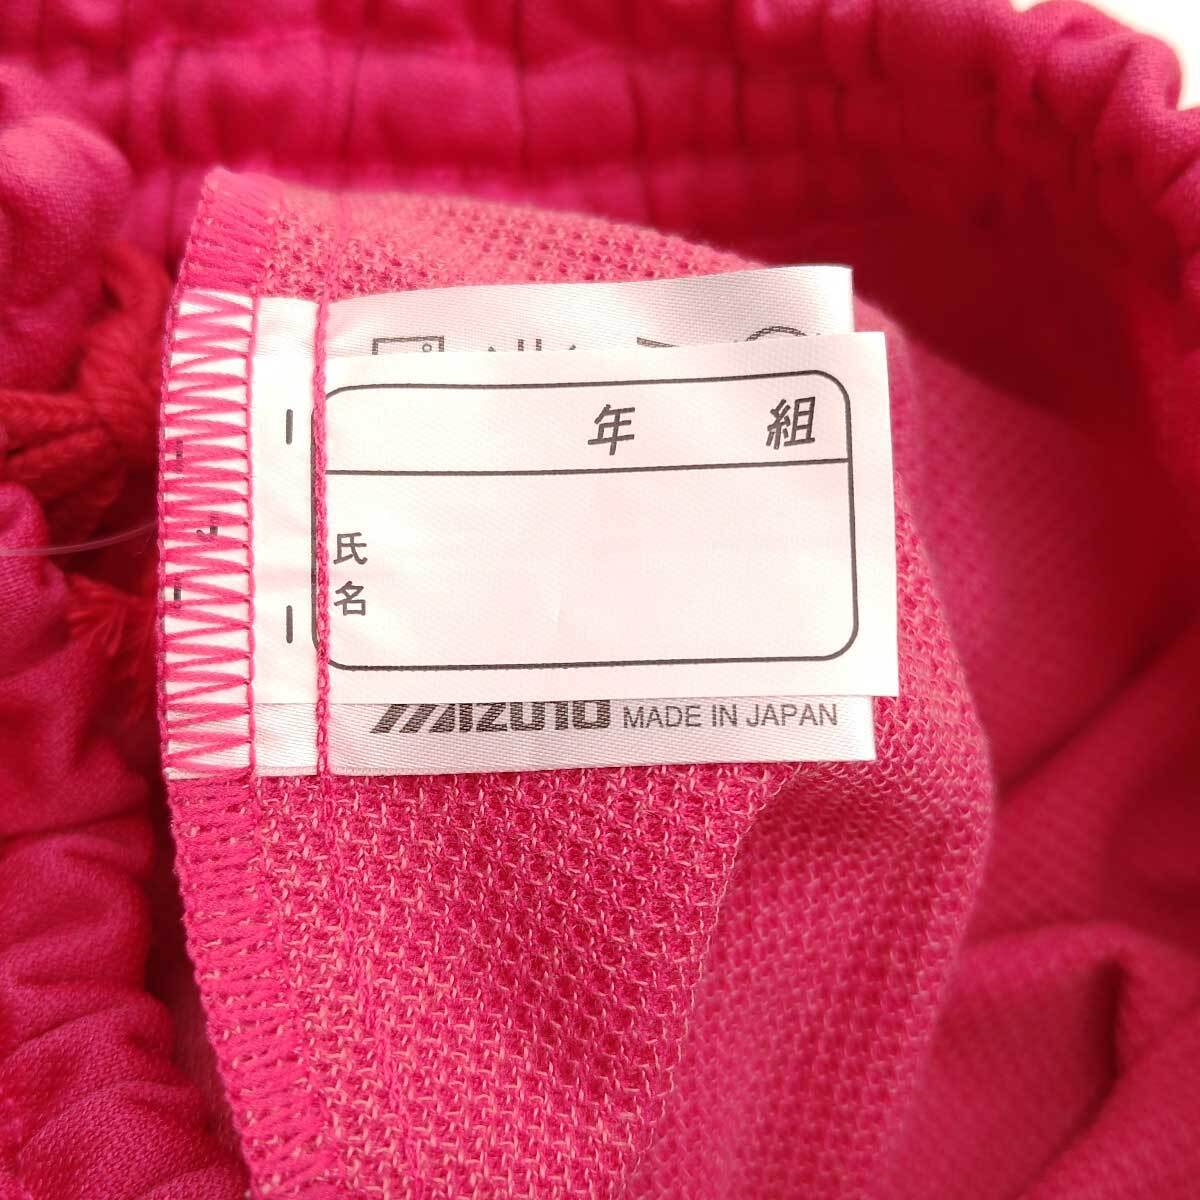 年 組
氏名
MIZUNO MADE IN JAPAN